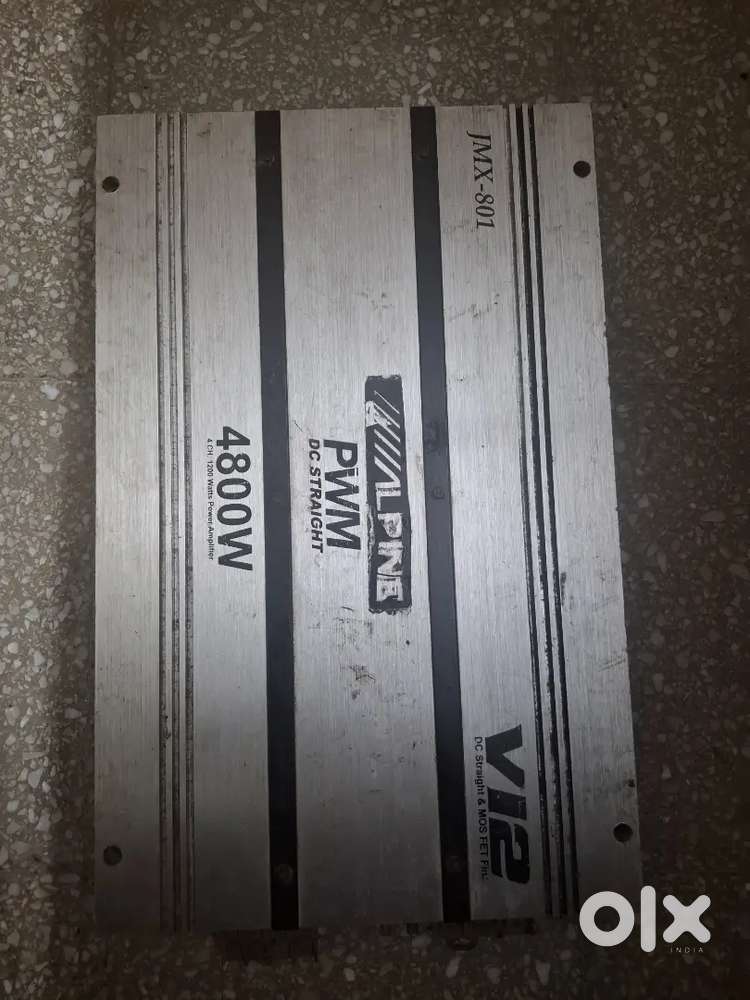 JMX-801
ALPINE
PWM
DC STRAIGHT
4800W
4 CH. 1200 Watts Power Amplifier
V12
DC Straight & MOS FET
olx
INDIA